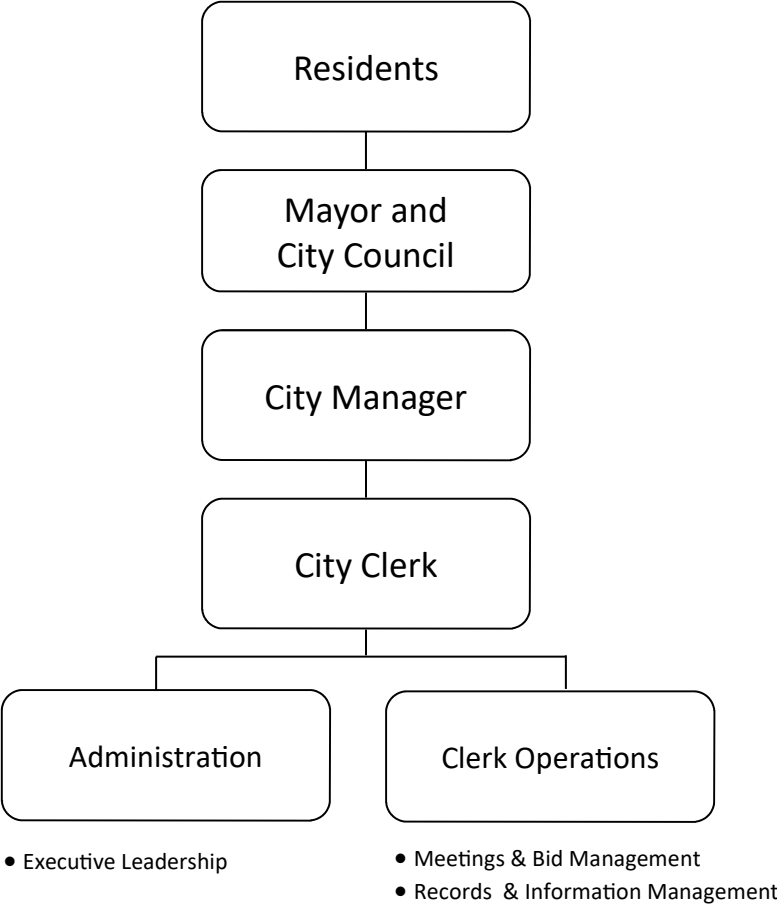 Residents
Mayor and
City Council
City Manager
City Clerk
Administration
Clerk Operations
• Executive Leadership
• Meetings & Bid Management
• Records & Information Management